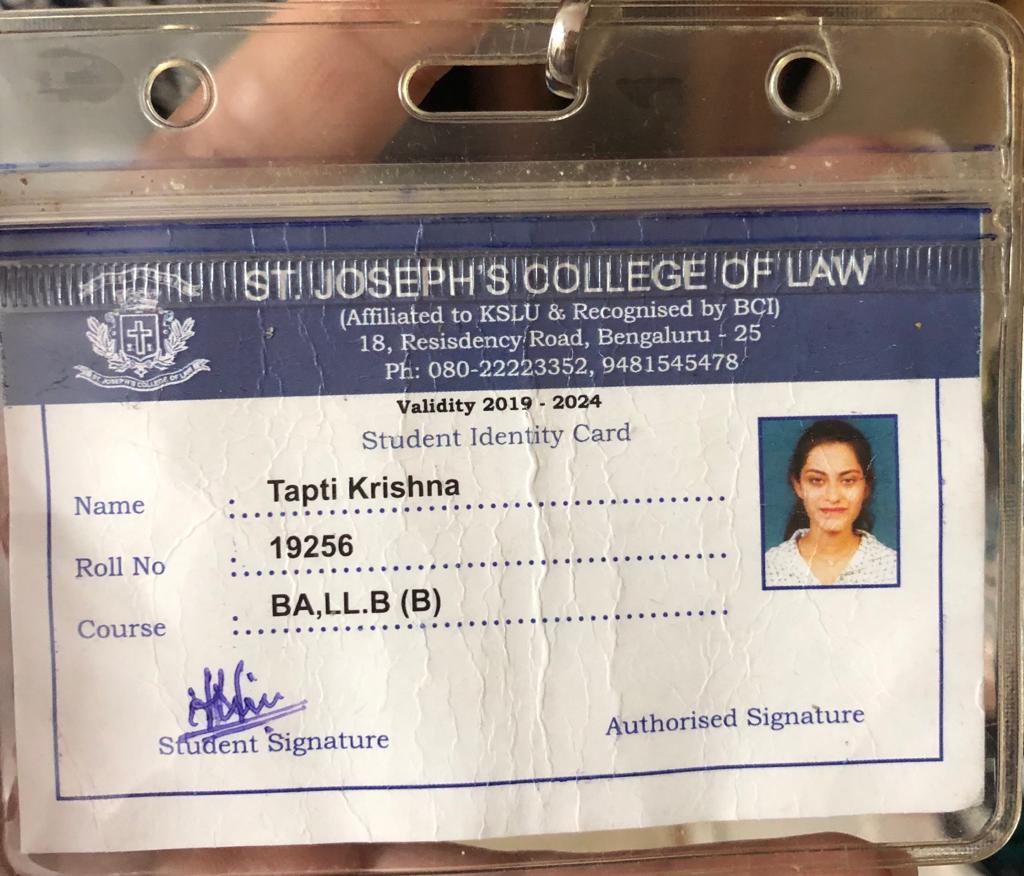 ST. JOSEPH'S COLLEGE OF LAW
(Affiliated to KSLU & Recognised by BCI)
18, Resisdency Road, Bengaluru - 25
Ph: 080-22223352, 9481545478
ST. JOSEPH'S COLLEGE OF LAW
Validity 2019 - 2024
Student Identity Card
Name : Tapti Krishna
Roll No : 19256
Course : BA,LL.B (B)
Student Signature
Authorised Signature